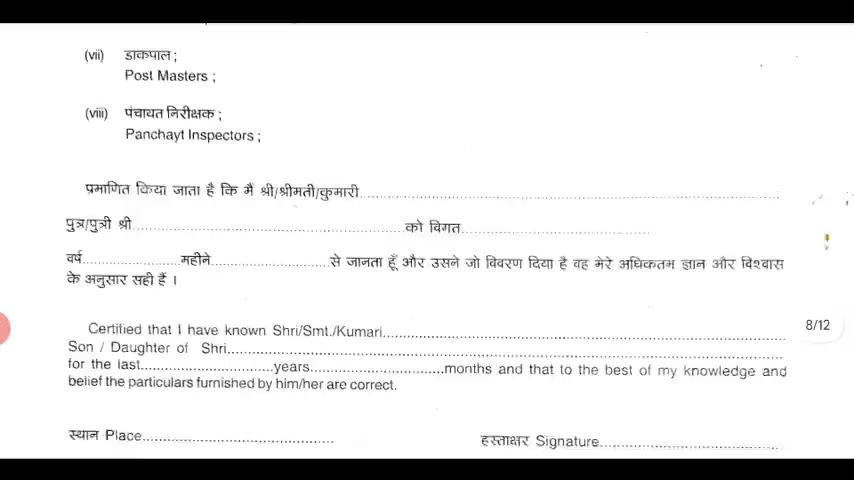 (vii) डाकपाल ;
Post Masters ;
(viii) पंचायत निरीक्षक ;
Panchayt Inspectors ;
प्रमाणित किया जाता है कि मैं श्री/श्रीमती/कुमारी....................
पुत्र/पुत्री श्री....................को विगत....................
वर्ष....................महीने....................से जानता हूँ और उसने जो विवरण दिया है वह मेरे अधिकतम ज्ञान और विश्वास
के अनुसार सही हैं ।
8/12
Certified that I have known Shri/Smt./Kumari....................
Son / Daughter of Shri....................
for the last....................years....................months and that to the best of my knowledge and
belief the particulars furnished by him/her are correct.
स्थान Place.................... हस्ताक्षर Signature....................